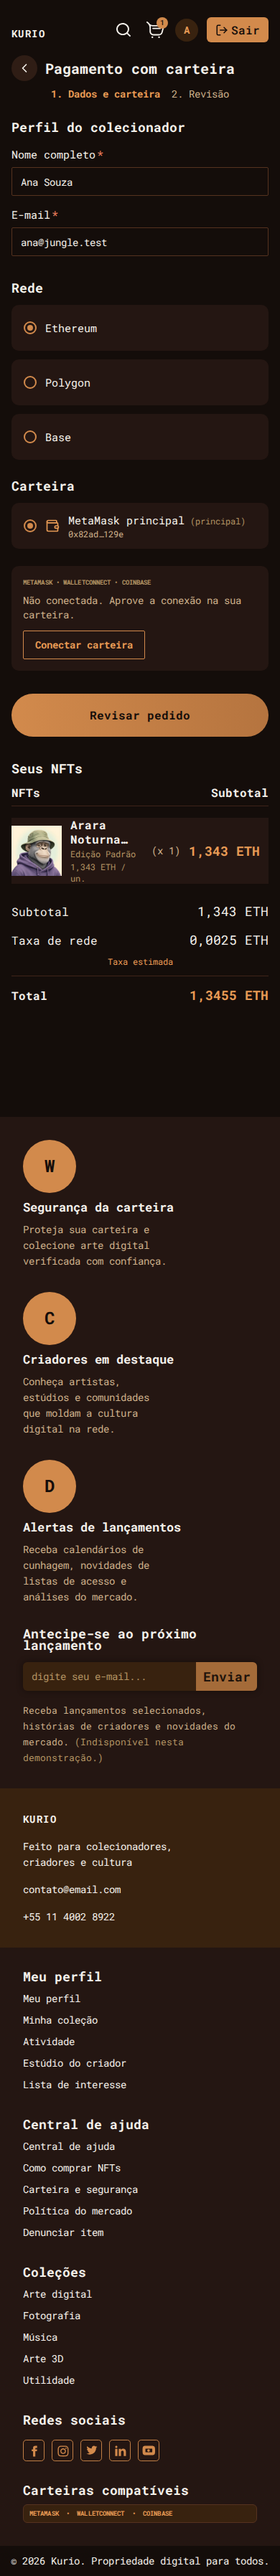 KURIO
1
A
Sair
Pagamento com carteira
1. Dados e carteira 2. Revisão
Perfil do colecionador
Nome completo*
Ana Souza
E-mail*
ana@jungle.test
Rede
Ethereum
Polygon
Base
Carteira
MetaMask principal (principal)
0x82ad…129e
METAMASK • WALLETCONNECT • COINBASE
Não conectada. Aprove a conexão na sua
carteira.
Conectar carteira
Revisar pedido
Seus NFTs
NFTs Subtotal
Arara
Noturna…
Edição Padrão
1,343 ETH /
un.
(x 1) 1,343 ETH
Subtotal 1,343 ETH
Taxa de rede 0,0025 ETH
Taxa estimada
Total 1,3455 ETH
W
Segurança da carteira
Proteja sua carteira e
colecione arte digital
verificada com confiança.
C
Criadores em destaque
Conheça artistas,
estúdios e comunidades
que moldam a cultura
digital na rede.
D
Alertas de lançamentos
Receba calendários de
cunhagem, novidades de
listas de acesso e
análises do mercado.
Antecipe-se ao próximo
lançamento
digite seu e-mail... Enviar
Receba lançamentos selecionados,
histórias de criadores e novidades do
mercado. (Indisponível nesta
demonstração.)
KURIO
Feito para colecionadores,
criadores e cultura
contato@email.com
+55 11 4002 8922
Meu perfil
Meu perfil
Minha coleção
Atividade
Estúdio do criador
Lista de interesse
Central de ajuda
Central de ajuda
Como comprar NFTs
Carteira e segurança
Política do mercado
Denunciar item
Coleções
Arte digital
Fotografia
Música
Arte 3D
Utilidade
Redes sociais
Carteiras compatíveis
METAMASK • WALLETCONNECT • COINBASE
© 2026 Kurio. Propriedade digital para todos.